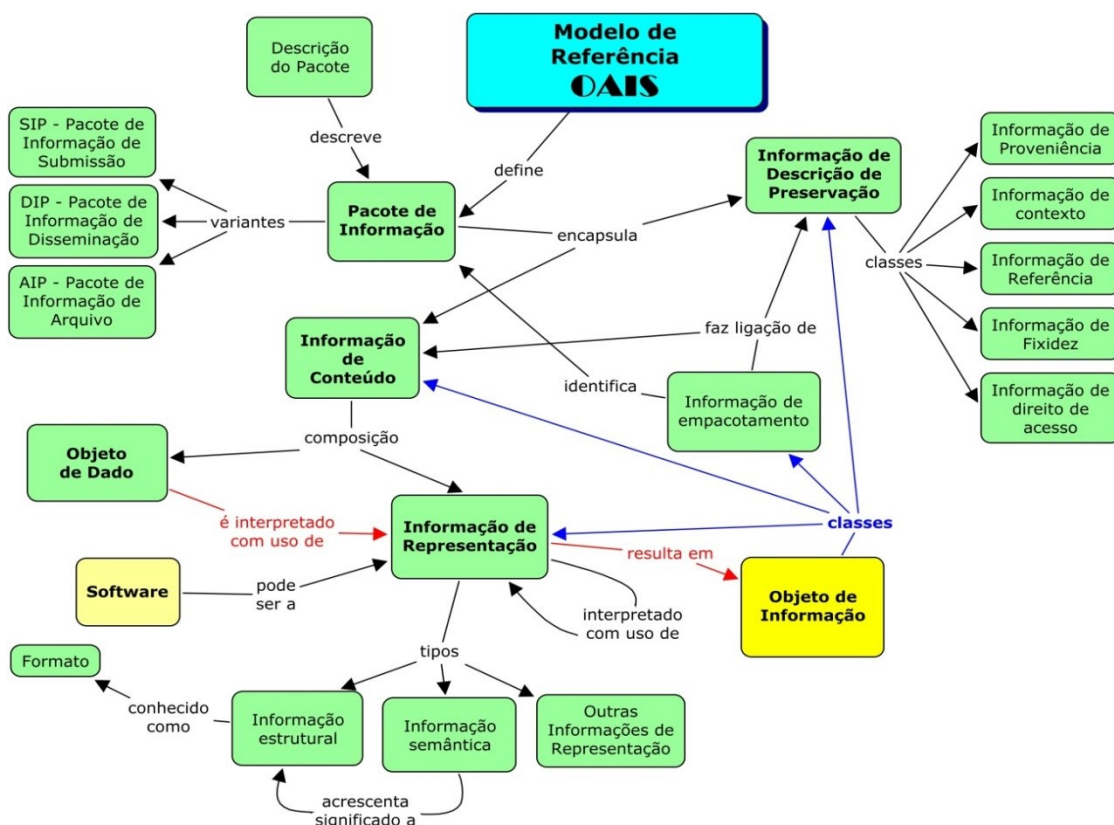 Modelo de
Referência
OAIS
Descrição
do Pacote
descreve
define
SIP - Pacote de
Informação de
Submissão
DIP - Pacote de
Informação de
Disseminação
AIP - Pacote de
Informação de
Arquivo
variantes
Pacote de
Informação
encapsula
Informação de
Descrição de
Preservação
classes
Informação de
Proveniência
Informação de
contexto
Informação de
Referência
Informação de
Fixidez
Informação de
direito de
acesso
Informação
de
Conteúdo
faz ligação de
identifica
Informação de
empacotamento
composição
Objeto
de Dado
é interpretado
com uso de
Informação de
Representação
classes
resulta em
Objeto de
Informação
Software
pode
ser a
interpretado
com uso de
tipos
Formato
conhecido
como
Informação
estrutural
Informação
semântica
Outras
Informações de
Representação
acrescenta
significado a